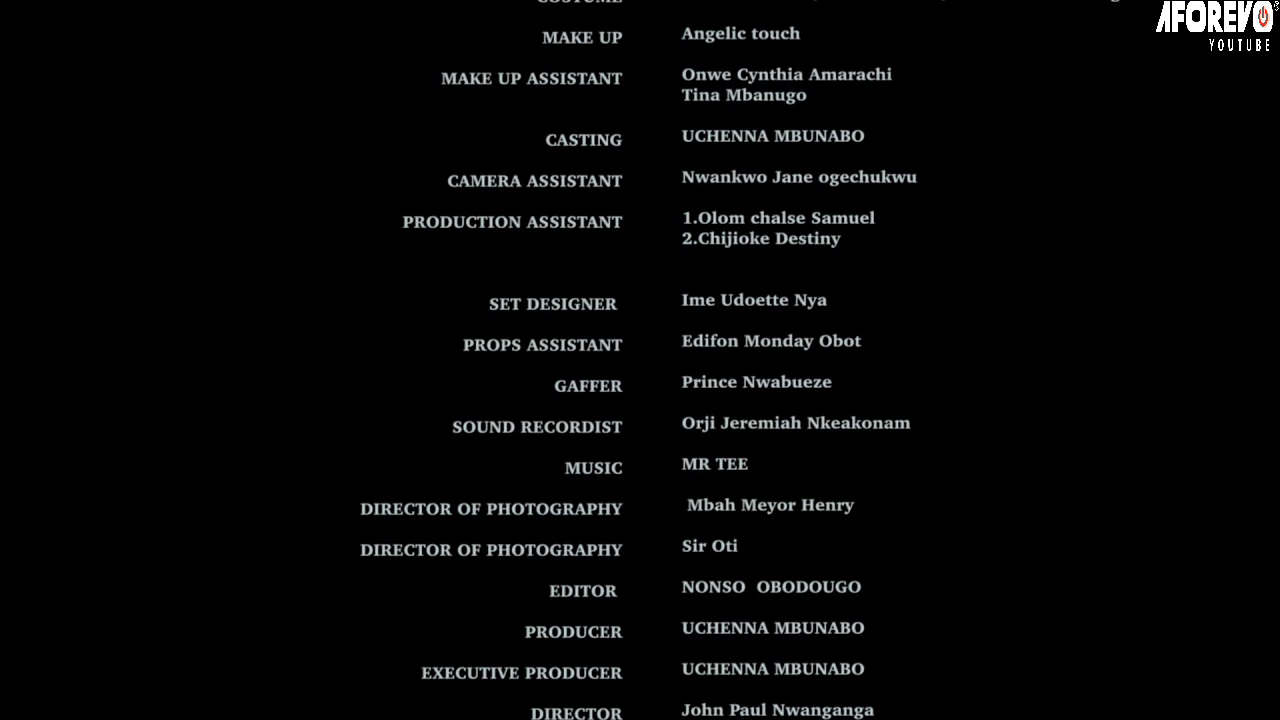 AFOREVO
YOUTUBE
COSTUME
MAKE UP Angelic touch
MAKE UP ASSISTANT Onwe Cynthia Amarachi
Tina Mbanugo
CASTING UCHENNA MBUNABO
CAMERA ASSISTANT Nwankwo Jane ogechukwu
PRODUCTION ASSISTANT 1.Olom chalse Samuel
2.Chijioke Destiny
SET DESIGNER Ime Udoette Nya
PROPS ASSISTANT Edifon Monday Obot
GAFFER Prince Nwabueze
SOUND RECORDIST Orji Jeremiah Nkeakonam
MUSIC MR TEE
DIRECTOR OF PHOTOGRAPHY Mbah Meyor Henry
DIRECTOR OF PHOTOGRAPHY Sir Oti
EDITOR NONSO OBODOUGO
PRODUCER UCHENNA MBUNABO
EXECUTIVE PRODUCER UCHENNA MBUNABO
DIRECTOR John Paul Nwanganga